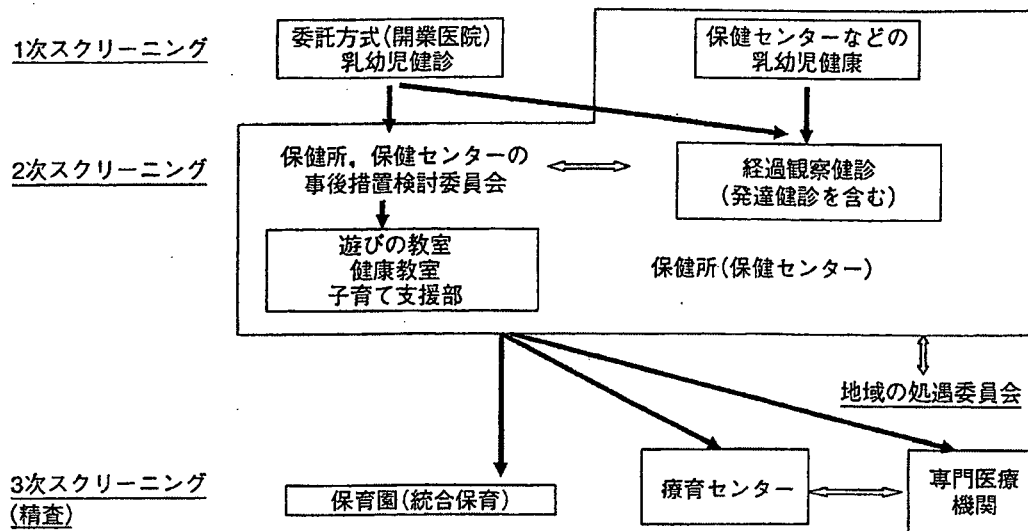 1次スクリーニング
委託方式(開業医院)
乳幼児健診
保健センターなどの
乳幼児健康
2次スクリーニング
保健所，保健センターの
事後措置検討委員会
経過観察健診
(発達健診を含む)
遊びの教室
健康教室
子育て支援部
保健所(保健センター)
地域の処遇委員会
3次スクリーニング
(精査)
保育園(統合保育)
療育センター
専門医療
機関